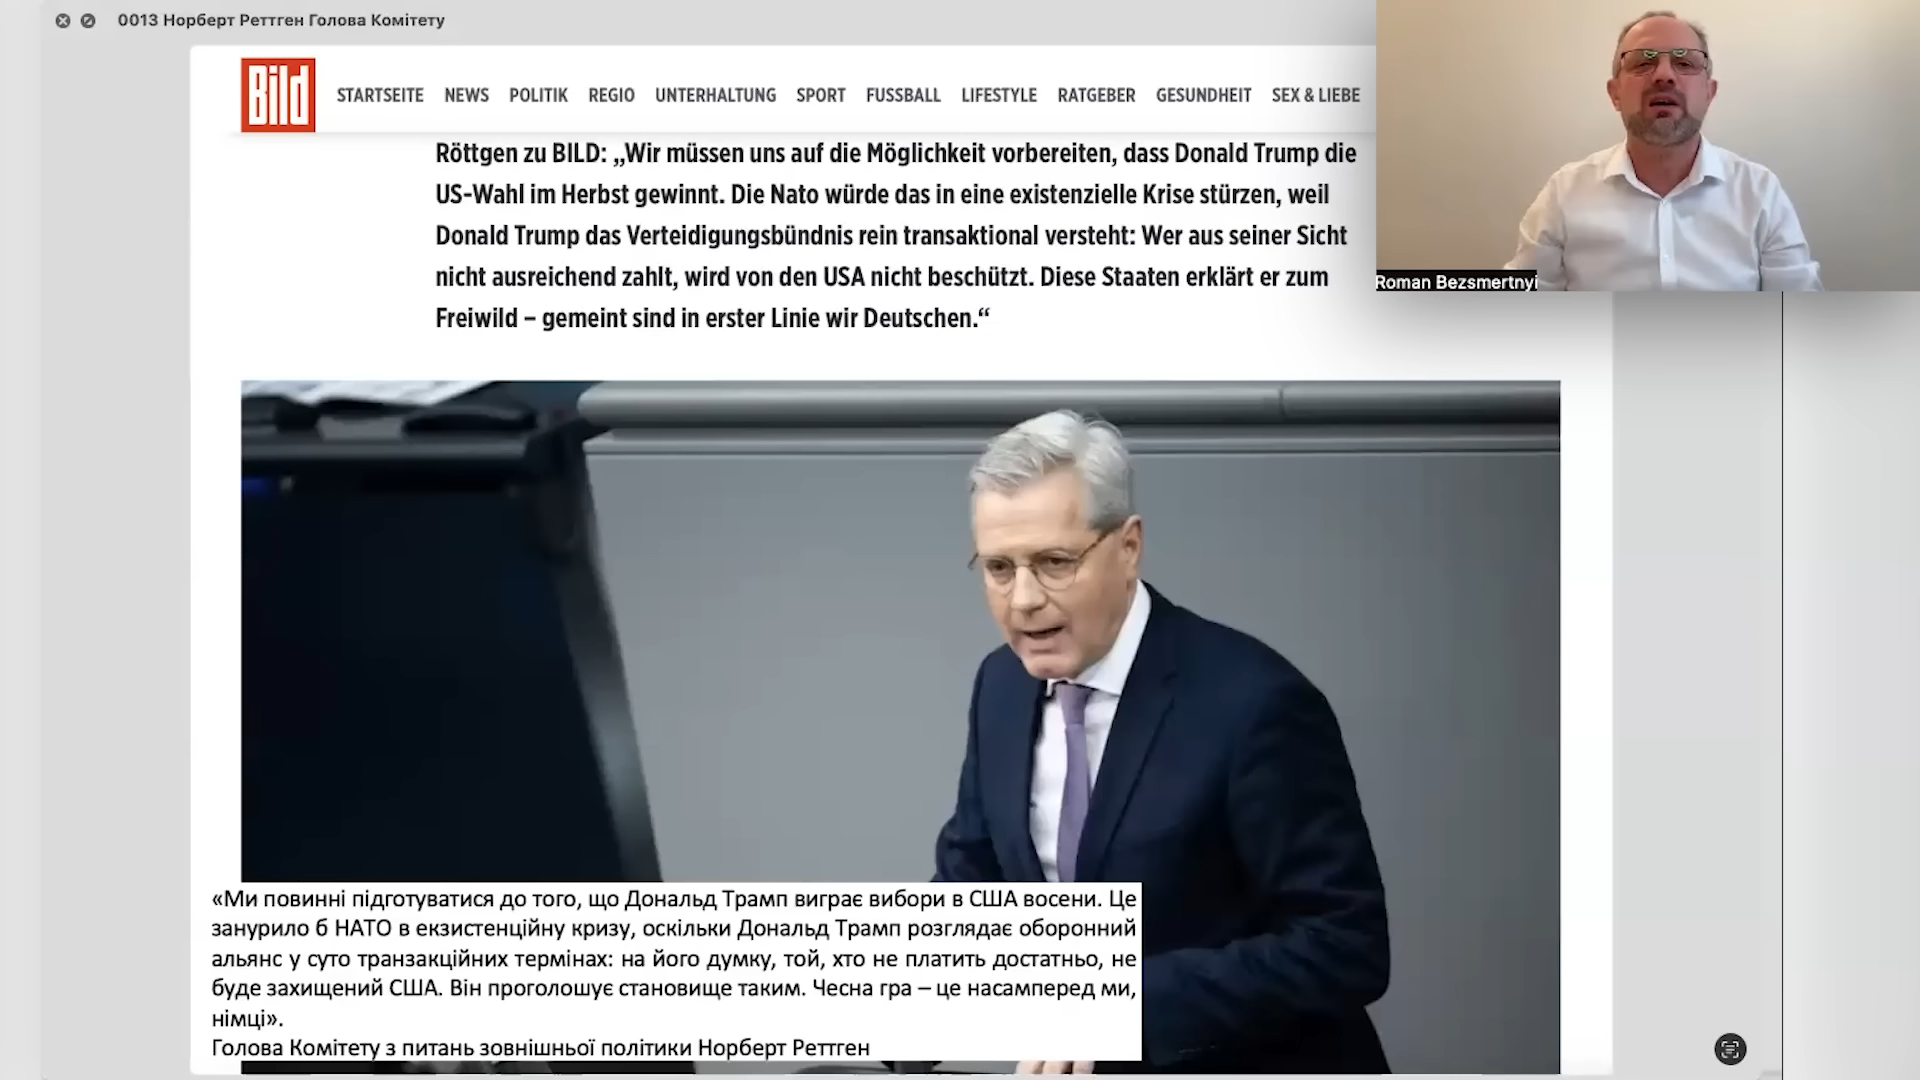 0013 Норберт Реттген Голова Комітету
Bild
STARTSEITE NEWS POLITIK REGIO UNTERHALTUNG SPORT FUSSBALL LIFESTYLE RATGEBER GESUNDHEIT SEX & LIEBE
Röttgen zu BILD: „Wir müssen uns auf die Möglichkeit vorbereiten, dass Donald Trump die
US-Wahl im Herbst gewinnt. Die Nato würde das in eine existenzielle Krise stürzen, weil
Donald Trump das Verteidigungsbündnis rein transaktional versteht: Wer aus seiner Sicht
nicht ausreichend zahlt, wird von den USA nicht beschützt. Diese Staaten erklärt er zum
Freiwild – gemeint sind in erster Linie wir Deutschen.“
Roman Bezsmertnyi
«Ми повинні підготуватися до того, що Дональд Трамп виграє вибори в США восени. Це
занурило б НАТО в екзистенційну кризу, оскільки Дональд Трамп розглядає оборонний
альянс у суто транзакційних термінах: на його думку, той, хто не платить достатньо, не
буде захищений США. Він проголошує становище таким. Чесна гра – це насамперед ми,
німці».
Голова Комітету з питань зовнішньої політики Норберт Реттген